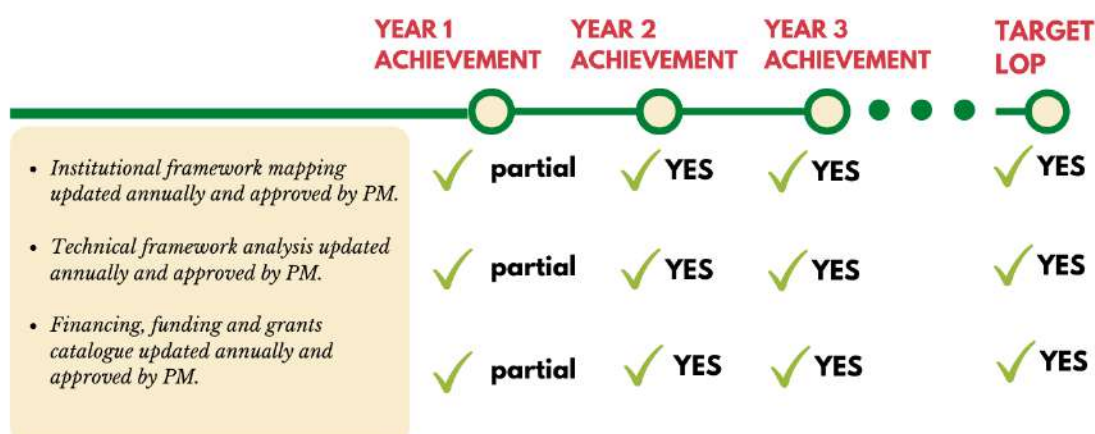 YEAR 1
ACHIEVEMENT
YEAR 2
ACHIEVEMENT
YEAR 3
ACHIEVEMENT
TARGET
LOP
• Institutional framework mapping
updated annually and approved by PM.
partial
YES
YES
YES
• Technical framework analysis updated
annually and approved by PM.
partial
YES
YES
YES
• Financing, funding and grants
catalogue updated annually and
approved by PM.
partial
YES
YES
YES